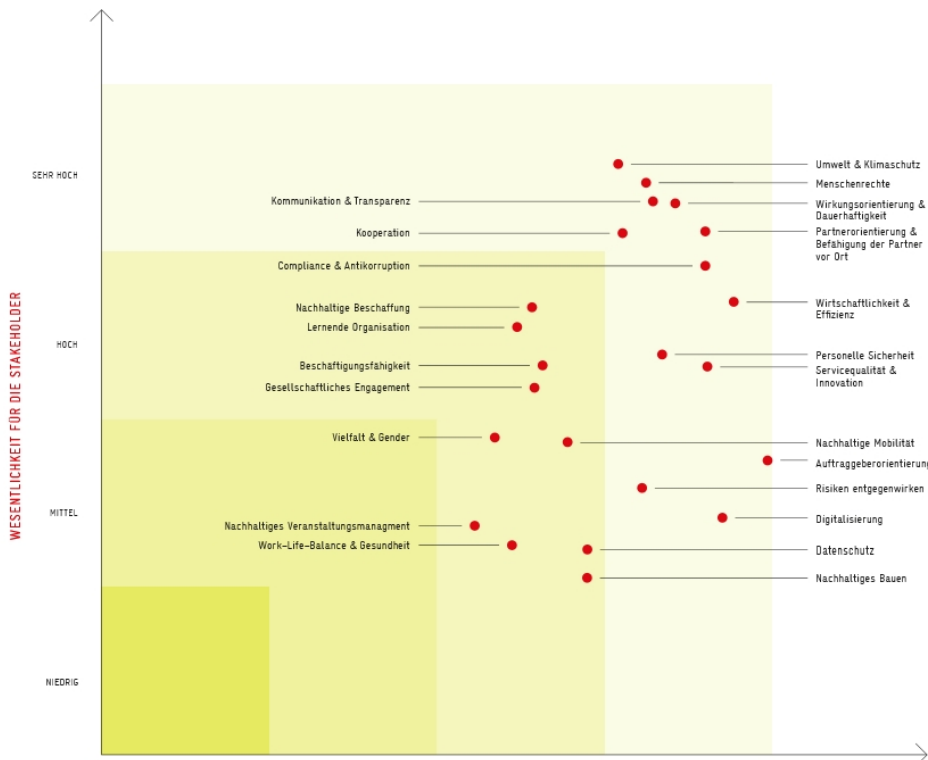 WESENTLICHKEIT FÜR DIE STAKEHOLDER
SEHR HOCH
HOCH
MITTEL
NIEDRIG
Kommunikation & Transparenz
Kooperation
Compliance & Antikorruption
Nachhaltige Beschaffung
Lernende Organisation
Beschäftigungsfähigkeit
Gesellschaftliches Engagement
Vielfalt & Gender
Nachhaltiges Veranstaltungsmanagment
Work-Life-Balance & Gesundheit
Umwelt & Klimaschutz
Menschenrechte
Wirkungsorientierung &
Dauerhaftigkeit
Partnerorientierung &
Befähigung der Partner
vor Ort
Wirtschaftlichkeit &
Effizienz
Personelle Sicherheit
Servicequalität &
Innovation
Nachhaltige Mobilität
Auftraggeberorientierung
Risiken entgegenwirken
Digitalisierung
Datenschutz
Nachhaltiges Bauen